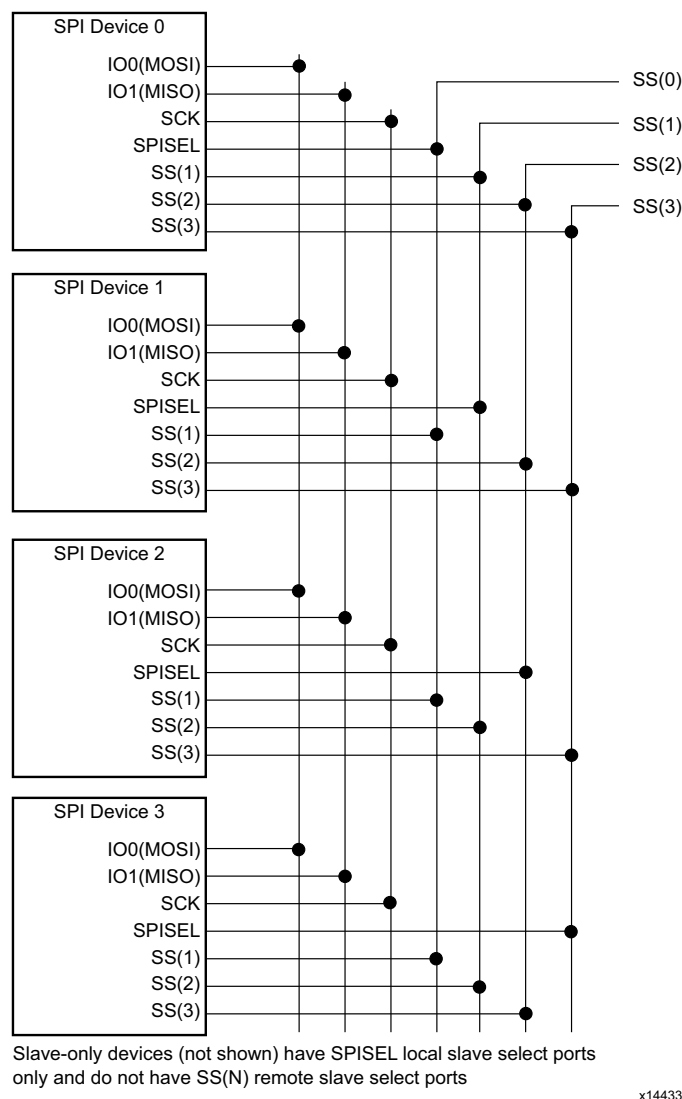 SPI Device 0
IO0(MOSI)
IO1(MISO)
SCK
SPISEL
SS(1)
SS(2)
SS(3)
SS(0)
SS(1)
SS(2)
SS(3)
SPI Device 1
IO0(MOSI)
IO1(MISO)
SCK
SPISEL
SS(1)
SS(2)
SS(3)
SPI Device 2
IO0(MOSI)
IO1(MISO)
SCK
SPISEL
SS(1)
SS(2)
SS(3)
SPI Device 3
IO0(MOSI)
IO1(MISO)
SCK
SPISEL
SS(1)
SS(2)
SS(3)
Slave-only devices (not shown) have SPISEL local slave select ports
only and do not have SS(N) remote slave select ports
x14433